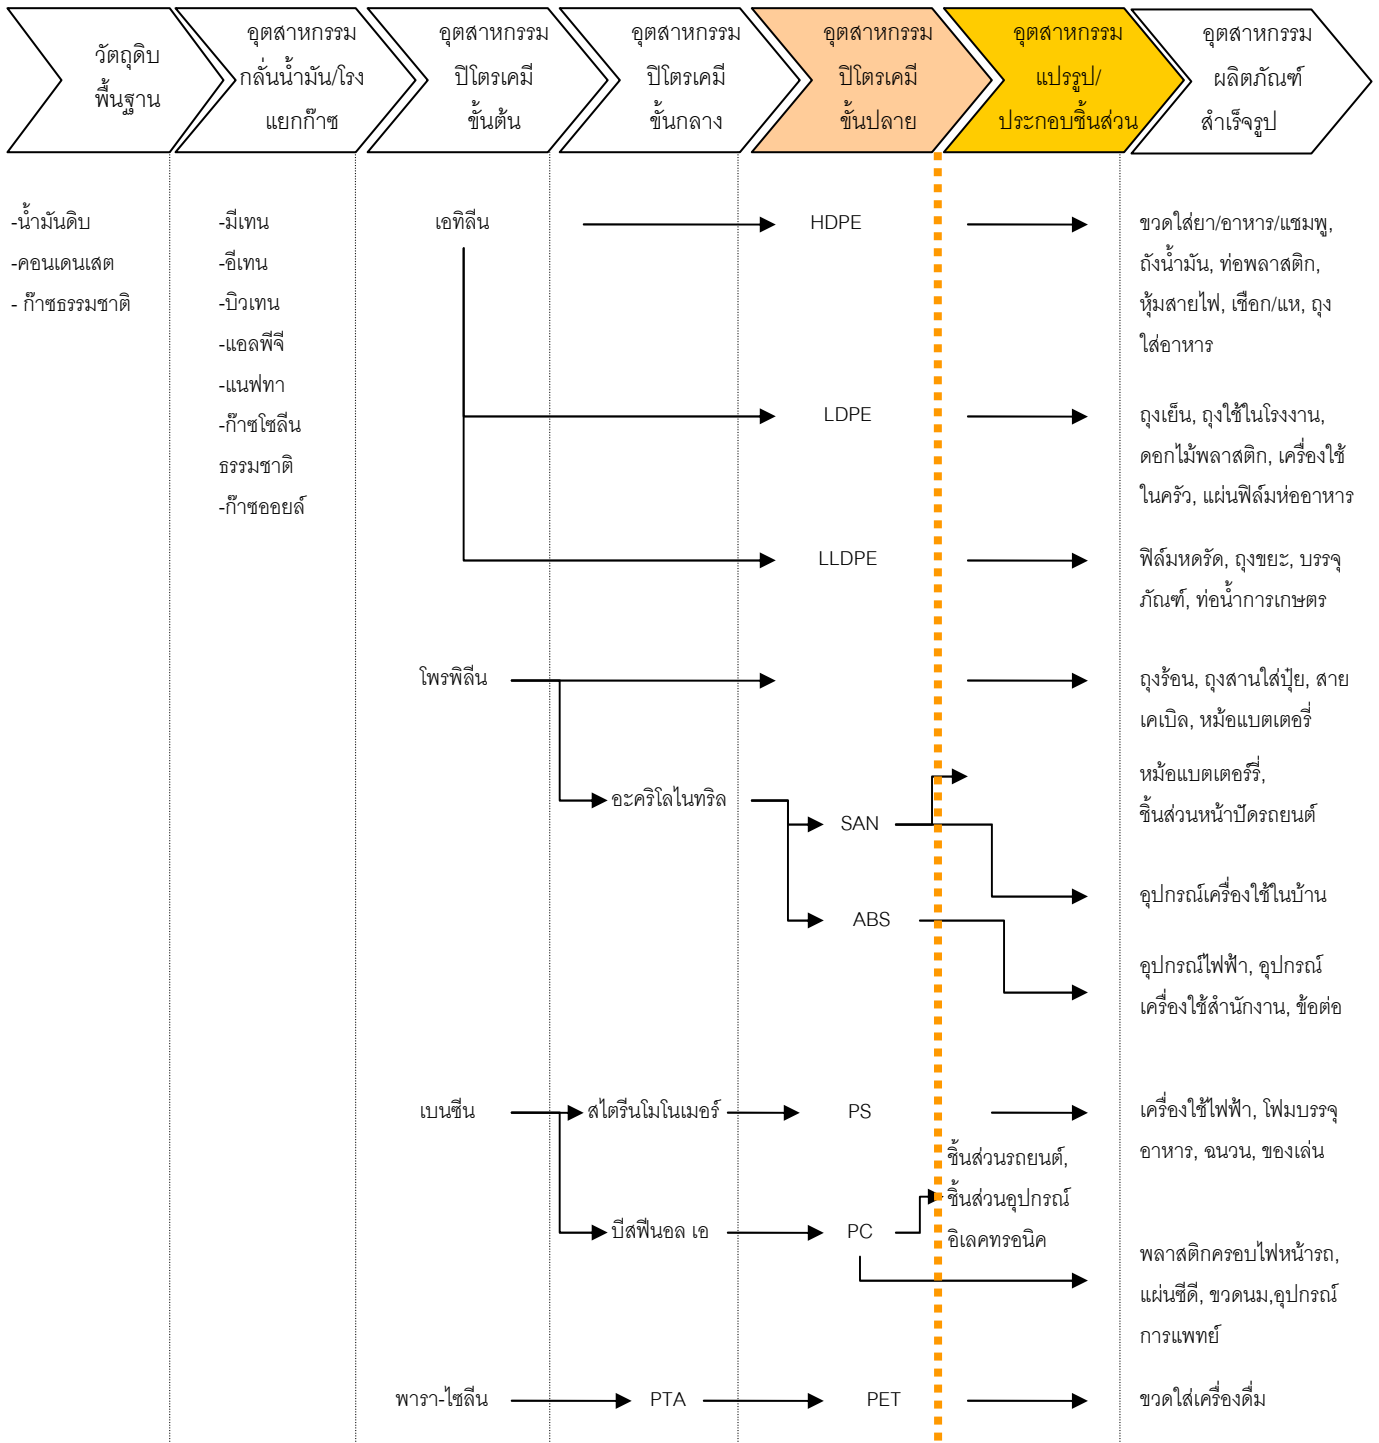 วัตถุดิบ
พื้นฐาน
อุตสาหกรรม
กลั่นน้ำมัน/โรง
แยกก๊าซ
อุตสาหกรรม
ปิโตรเคมี
ขั้นต้น
อุตสาหกรรม
ปิโตรเคมี
ขั้นกลาง
อุตสาหกรรม
ปิโตรเคมี
ขั้นปลาย
อุตสาหกรรม
แปรรูป/
ประกอบชิ้นส่วน
อุตสาหกรรม
ผลิตภัณฑ์
สำเร็จรูป
-น้ำมันดิบ
-คอนเดนเสต
- ก๊าซธรรมชาติ
-มีเทน
-อีเทน
-บิวเทน
-แอลพีจี
-แนฟทา
-ก๊าซโซลีน
ธรรมชาติ
-ก๊าซออยล์
เอทิลีน
HDPE
ขวดใส่ยา/อาหาร/แชมพู,
ถังน้ำมัน, ท่อพลาสติก,
หุ้มสายไฟ, เชือก/แห, ถุง
ใส่อาหาร
LDPE
ถุงเย็น, ถุงใช้ในโรงงาน,
ดอกไม้พลาสติก, เครื่องใช้
ในครัว, แผ่นฟิล์มห่ออาหาร
LLDPE
ฟิล์มหดรัด, ถุงขยะ, บรรจุ
ภัณฑ์, ท่อน้ำการเกษตร
โพรพิลีน
ถุงร้อน, ถุงสานใส่ปุ๋ย, สาย
เคเบิล, หม้อแบตเตอรี่
อะคริโลไนทริล
SAN
หม้อแบตเตอร์รี่,
ชิ้นส่วนหน้าปัดรถยนต์
อุปกรณ์เครื่องใช้ในบ้าน
ABS
อุปกรณ์ไฟฟ้า, อุปกรณ์
เครื่องใช้สำนักงาน, ข้อต่อ
เบนซีน
สไตรีนโมโนเมอร์
PS
เครื่องใช้ไฟฟ้า, โฟมบรรจุ
อาหาร, ฉนวน, ของเล่น
บีสฟีนอล เอ
PC
ชิ้นส่วนรถยนต์,
ชิ้นส่วนอุปกรณ์
อิเลคทรอนิค
พลาสติกครอบไฟหน้ารถ,
แผ่นซีดี, ขวดนม,อุปกรณ์
การแพทย์
พารา-ไซลีน
PTA
PET
ขวดใส่เครื่องดื่ม